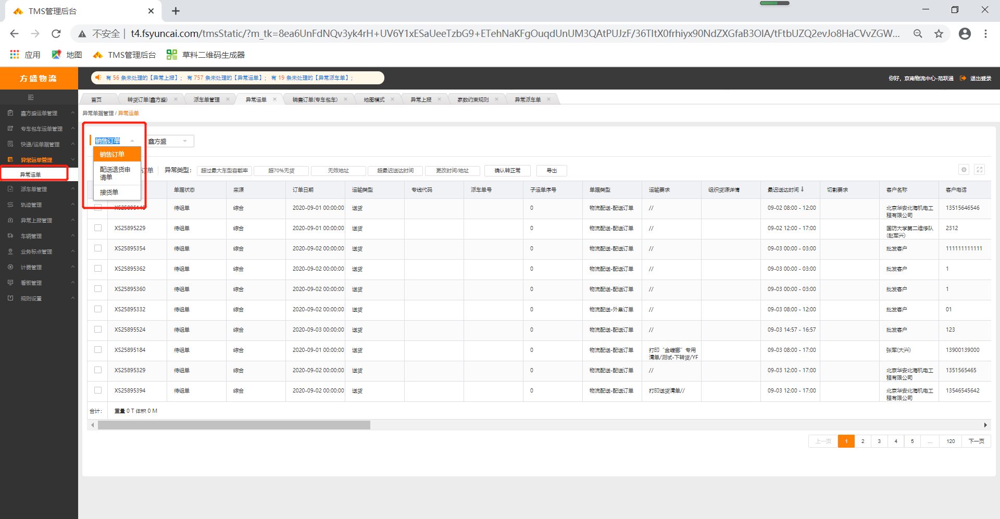 TMS管理后台
不安全 | t4.fsyuncai.com/tmsStatic/?m_tk=8ea6UnFdNQv3yk4rH+UV6Y1xESaUeeTzbG9+ETehNaKFgOuqdUnUM3QAtPUJzF/36TItX0frhiyx90NdZXGfaB3OIA/tFtbUZQ2evJo8HaCVvZGW...
应用 地图 TMS管理后台 草料二维码生成器
方盛物流
有 56 条未处理的【异常上报】； 有 757 条未处理的【异常运单】； 有 19 条未处理的【异常派车单】；
你好，京南物流中心-范跃通 退出登录
首页 转货订单(鑫方盛) 派车单管理 异常运单 销售订单(专车包车) 地图模式 异常上报 家数约束规则 异常派车单
异常单据管理 / 异常运单
鑫方盛运单管理
专车包车运单管理
快递/运单据管理
异常运单管理
异常运单
派车单管理
轨迹管理
异常上报管理
车辆管理
业务标点管理
计费管理
看板管理
规则设置
销售订单 鑫方盛
销售订单
配送退货申
请单
接货单
订单 异常类型： 超过最大车型容载率 超70%无货 无效地址 超最迟送达时间 更改时间/地址 确认转正常 导出
单据状态 来源 订单日期 运输类型 专线代码 派车单号 子运单序号 单据类型 运输要求 组织货源详情 最迟送达时间 切割要求 客户名称 客户电话
XS25895148 待组单 综合 2020-09-01 00:00:00 送货 0 物流配送-配送订单 // 09-02 08:00 - 12:00 北京华安北海机电工程有限公司 13515646546
XS25895229 待组单 综合 2020-09-01 00:00:00 送货 0 物流配送-配送订单 // 09-02 12:00 - 17:00 国防大学第二维修队(赵军兴) 2312
XS25895354 待组单 综合 2020-09-02 00:00:00 送货 0 物流配送-配送订单 // 09-03 00:00 - 03:00 批发客户 111111111111
XS25895362 待组单 综合 2020-09-02 00:00:00 送货 0 物流配送-配送订单 // 09-03 00:00 - 03:00 批发客户 1
XS25895360 待组单 综合 2020-09-02 00:00:00 送货 0 物流配送-配送订单 // 09-03 00:00 - 03:00 批发客户 1
XS25895332 待组单 综合 2020-09-02 00:00:00 送货 0 物流配送-外阜订单 // 09-03 08:00 - 12:00 批发客户 01
XS25895524 待组单 综合 2020-09-03 00:00:00 送货 0 物流配送-配送订单 // 09-03 14:57 - 16:57 批发客户 123
XS25895184 待组单 综合 2020-09-01 00:00:00 送货 0 物流配送-配送订单 打印“金螳螂”专用清单/测试-下转货/YF 09-03 08:00 - 17:00 张军(大兴) 13900139000
XS25895329 待组单 综合 2020-09-02 00:00:00 送货 0 物流配送-配送订单 // 09-03 12:00 - 17:00 北京华安北海机电工程有限公司 1351565465
XS25895394 待组单 综合 2020-09-02 00:00:00 送货 0 物流配送-配送订单 打印送货清单// 09-03 12:00 - 17:00 北京华安北海机电工程有限公司 13546545642
合计： 重量 0 T 体积 0 M
上一页 1 2 3 4 5 ... 120 下一页